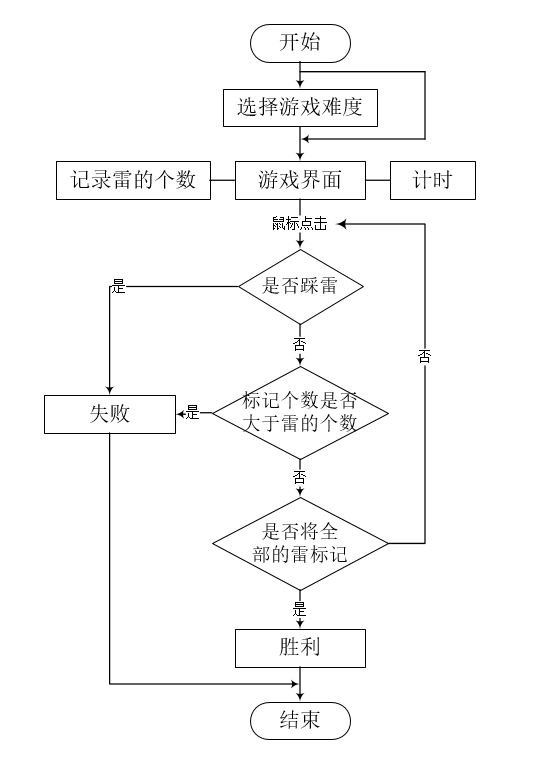 开始
选择游戏难度
记录雷的个数
游戏界面
计时
鼠标点击
是否踩雷
是
否
否
标记个数是否
大于雷的个数
是
失败
否
是否将全
部的雷标记
是
胜利
结束